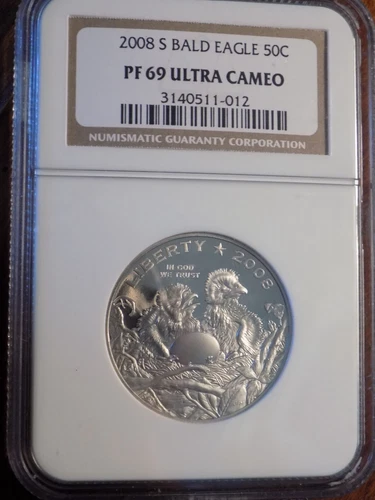 2008 S BALD EAGLE 50C
PF 69 ULTRA CAMEO
3140511-012
NUMISMATIC GUARANTY CORPORATION
LIBERTY ★ 2008
IN GOD
WE TRUST